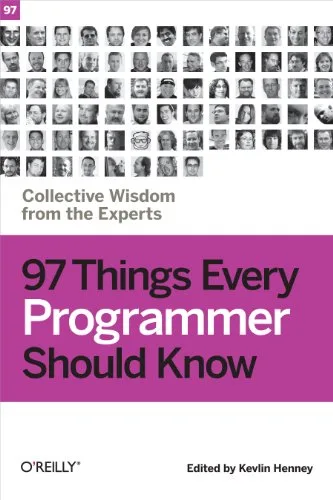 97
Collective Wisdom
from the Experts
97 Things Every
Programmer
Should Know
O'REILLY®
Edited by Kevlin Henney